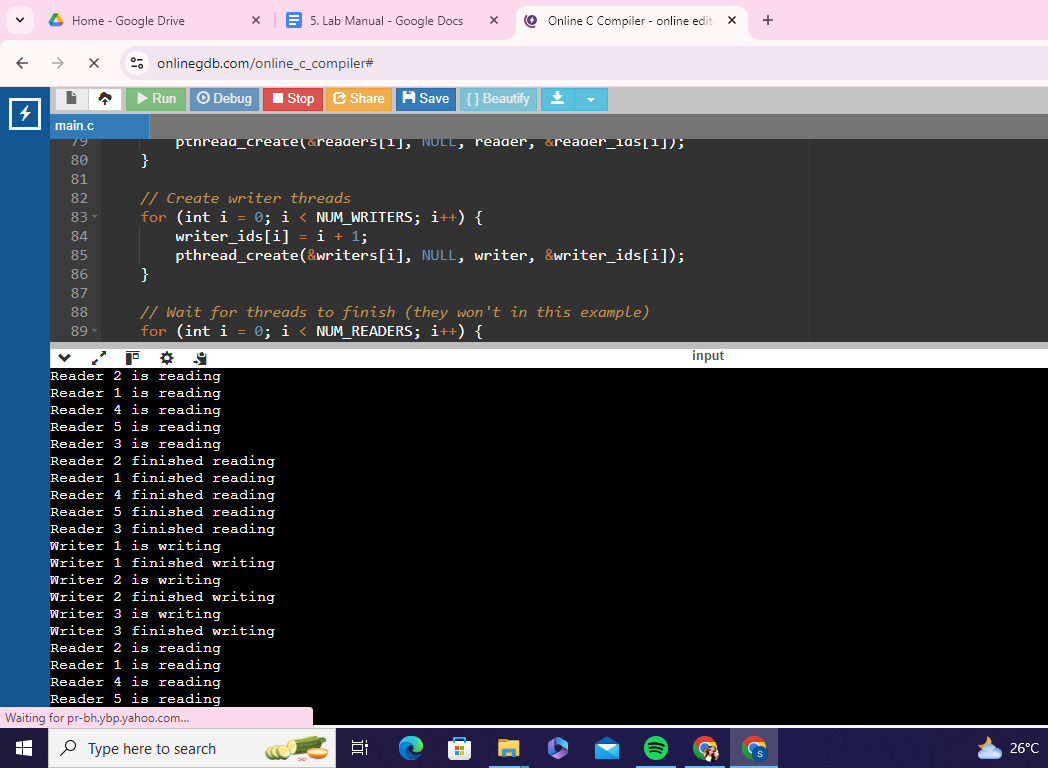 Home - Google Drive
5. Lab Manual - Google Docs
Online C Compiler - online edit
onlinegdb.com/online_c_compiler#
Run
Debug
Stop
Share
Save
{ } Beautify
main.c
79 pthread_create(&readers[i], NULL, reader, &reader_ids[i]);
80 }
81
82 // Create writer threads
83 for (int i = 0; i < NUM_WRITERS; i++) {
84 writer_ids[i] = i + 1;
85 pthread_create(&writers[i], NULL, writer, &writer_ids[i]);
86 }
87
88 // Wait for threads to finish (they won't in this example)
89 for (int i = 0; i < NUM_READERS; i++) {
input
Reader 2 is reading
Reader 1 is reading
Reader 4 is reading
Reader 5 is reading
Reader 3 is reading
Reader 2 finished reading
Reader 1 finished reading
Reader 4 finished reading
Reader 5 finished reading
Reader 3 finished reading
Writer 1 is writing
Writer 1 finished writing
Writer 2 is writing
Writer 2 finished writing
Writer 3 is writing
Writer 3 finished writing
Reader 2 is reading
Reader 1 is reading
Reader 4 is reading
Reader 5 is reading
Waiting for pr-bh.ybp.yahoo.com...
Type here to search
S
26°C